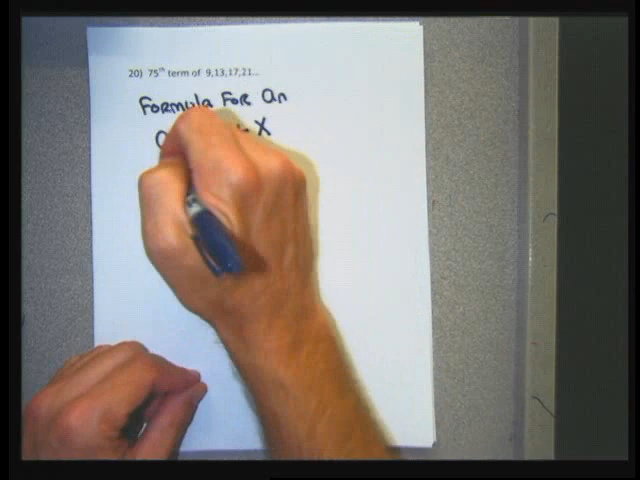 20) 75th term of 9,13,17,21...
Formula For an
X